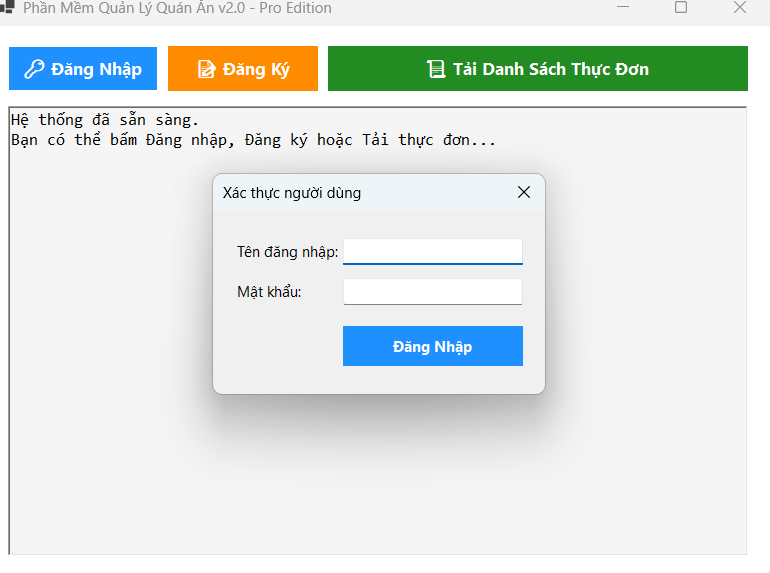 Phần Mềm Quản Lý Quán Ăn v2.0 - Pro Edition
Đăng Nhập
Đăng Ký
Tải Danh Sách Thực Đơn
Hệ thống đã sẵn sàng.
Bạn có thể bấm Đăng nhập, Đăng ký hoặc Tải thực đơn...
Xác thực người dùng
Tên đăng nhập:
Mật khẩu:
Đăng Nhập